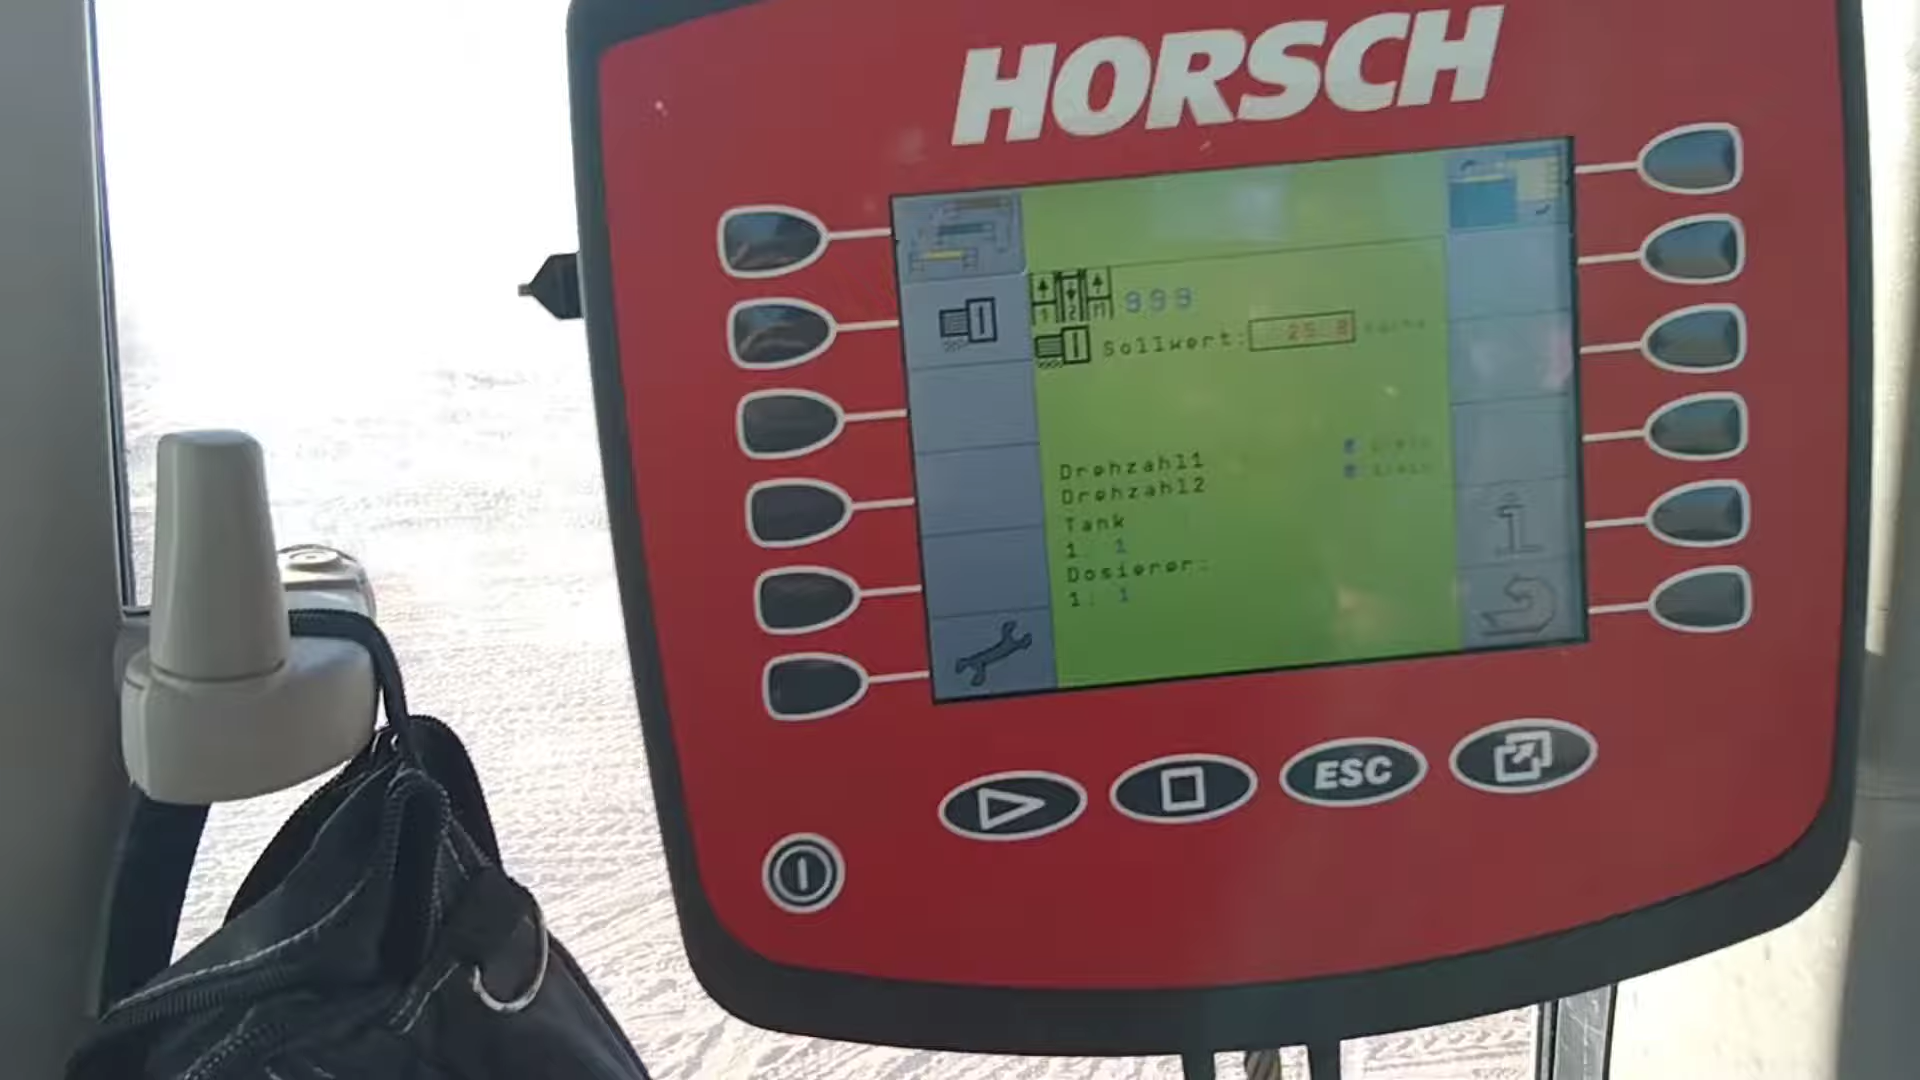 HORSCH
999
Sollwert:
Drehzahl1
Drehzahl2
Tank
1: 1
Dosierer:
1: 1
ESC